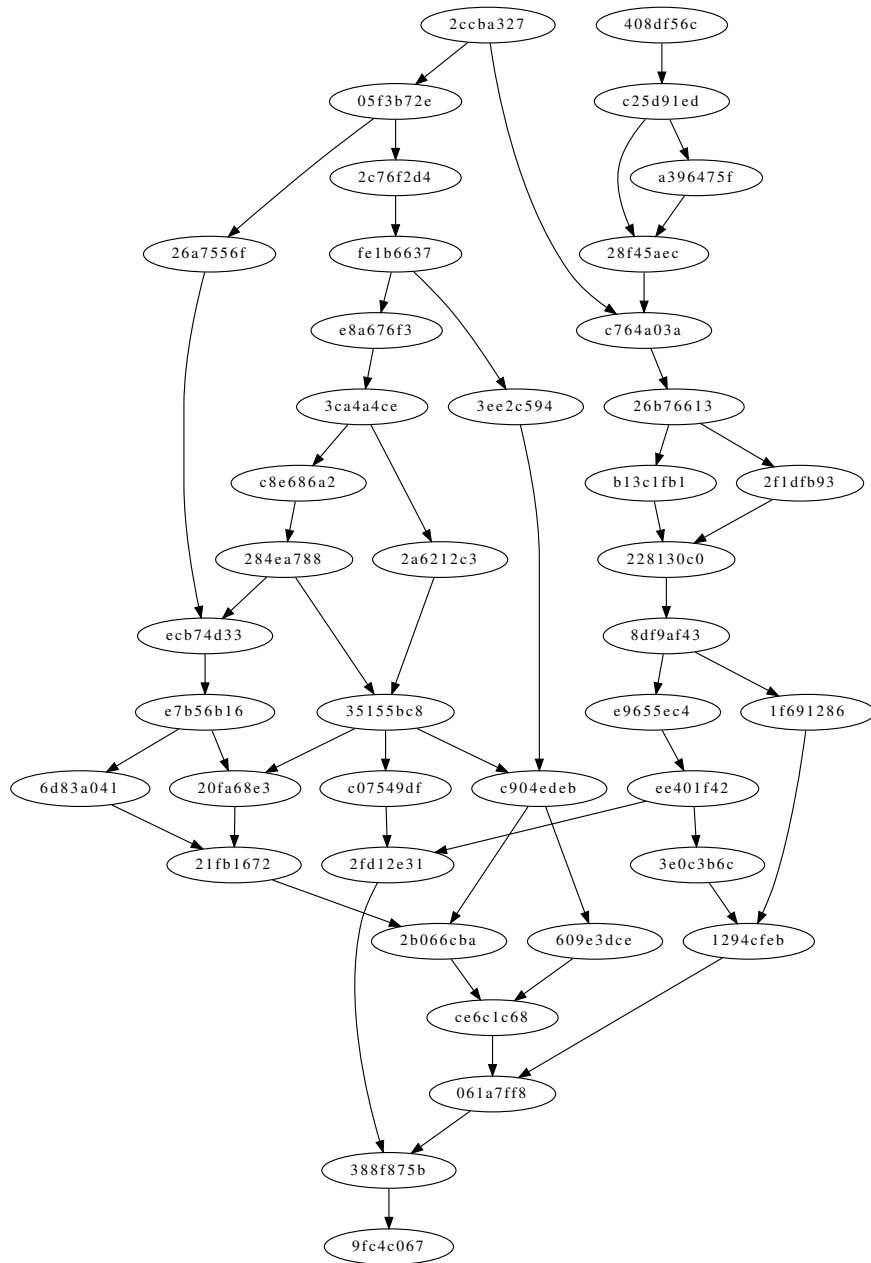 2ccba327 408df56c
05f3b72e c25d91ed
2c76f2d4 a396475f
26a7556f fe1b6637 28f45aec
e8a676f3 c764a03a
3ca4a4ce 3ee2c594 26b76613
c8e686a2 b13c1fb1 2f1dfb93
284ea788 2a6212c3 228130c0
ecb74d33 8df9af43
e7b56b16 35155bc8 e9655ec4 1f691286
6d83a041 20fa68e3 c07549df c904edeb ee401f42
21fb1672 2fd12e31 3e0c3b6c
2b066cba 609e3dce 1294cfeb
ce6c1c68
061a7ff8
388f875b
9fc4c067